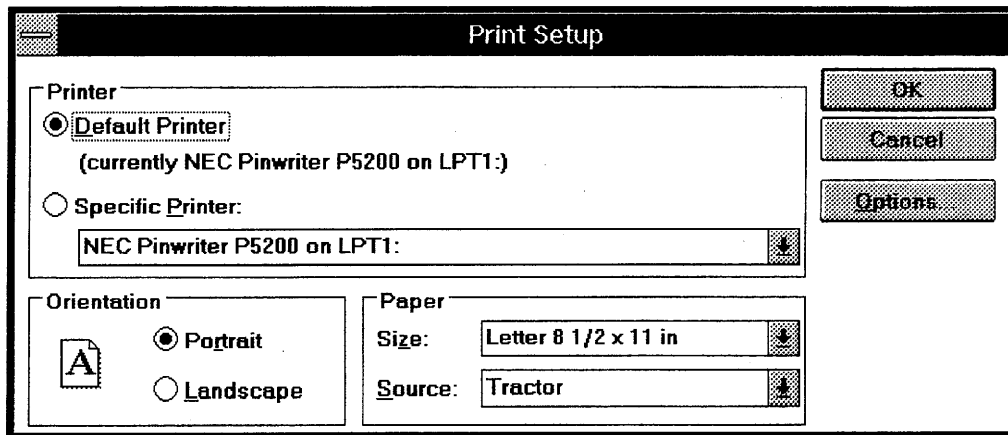 Print Setup
Printer
Default Printer
(currently NEC Pinwriter P5200 on LPT1:)
Specific Printer:
NEC Pinwriter P5200 on LPT1:
OK
Cancel
Options...
Orientation
A
Portrait
Landscape
Paper
Size:
Letter 8 1/2 x 11 in
Source:
Tractor